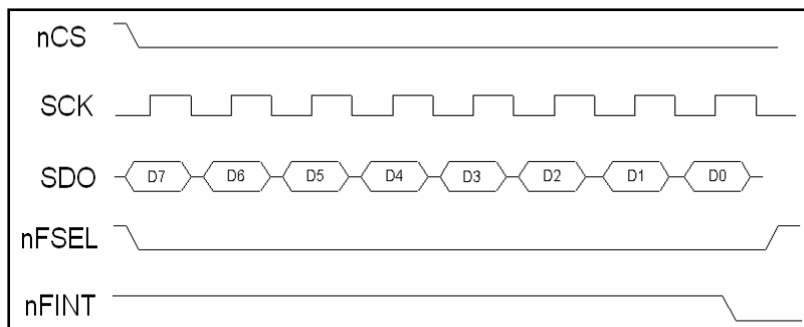 nCS
SCK
SDO D7 D6 D5 D4 D3 D2 D1 D0
nFSEL
nFINT